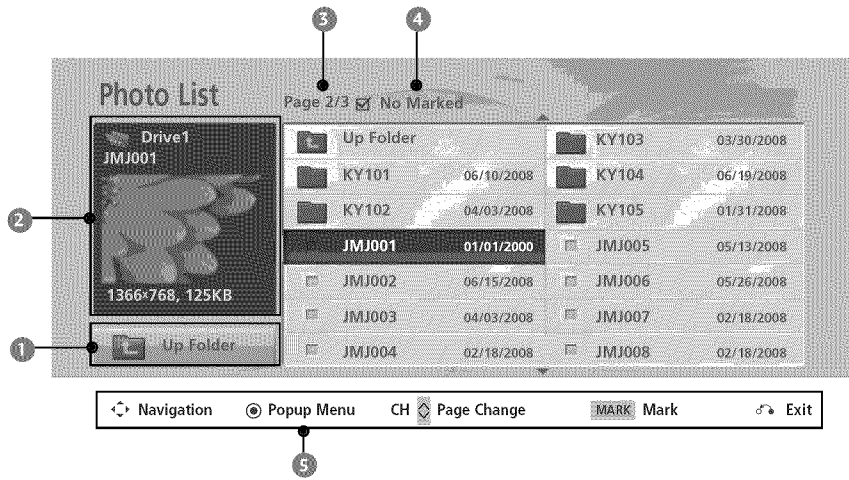 3 4
Photo List
Page 2/3 No Marked
Drive1
JMJ001
1366x768, 125KB
2
1
Up Folder
Up Folder
KY101 06/10/2008
KY102 04/03/2008
JMJ001 01/01/2000
JMJ002 06/15/2008
JMJ003 04/03/2008
JMJ004 02/18/2008
KY103 03/30/2008
KY104 06/19/2008
KY105 01/31/2008
JMJ005 05/13/2008
JMJ006 05/26/2008
JMJ007 02/18/2008
JMJ008 02/18/2008
Navigation Popup Menu CH Page Change MARK Mark Exit
5